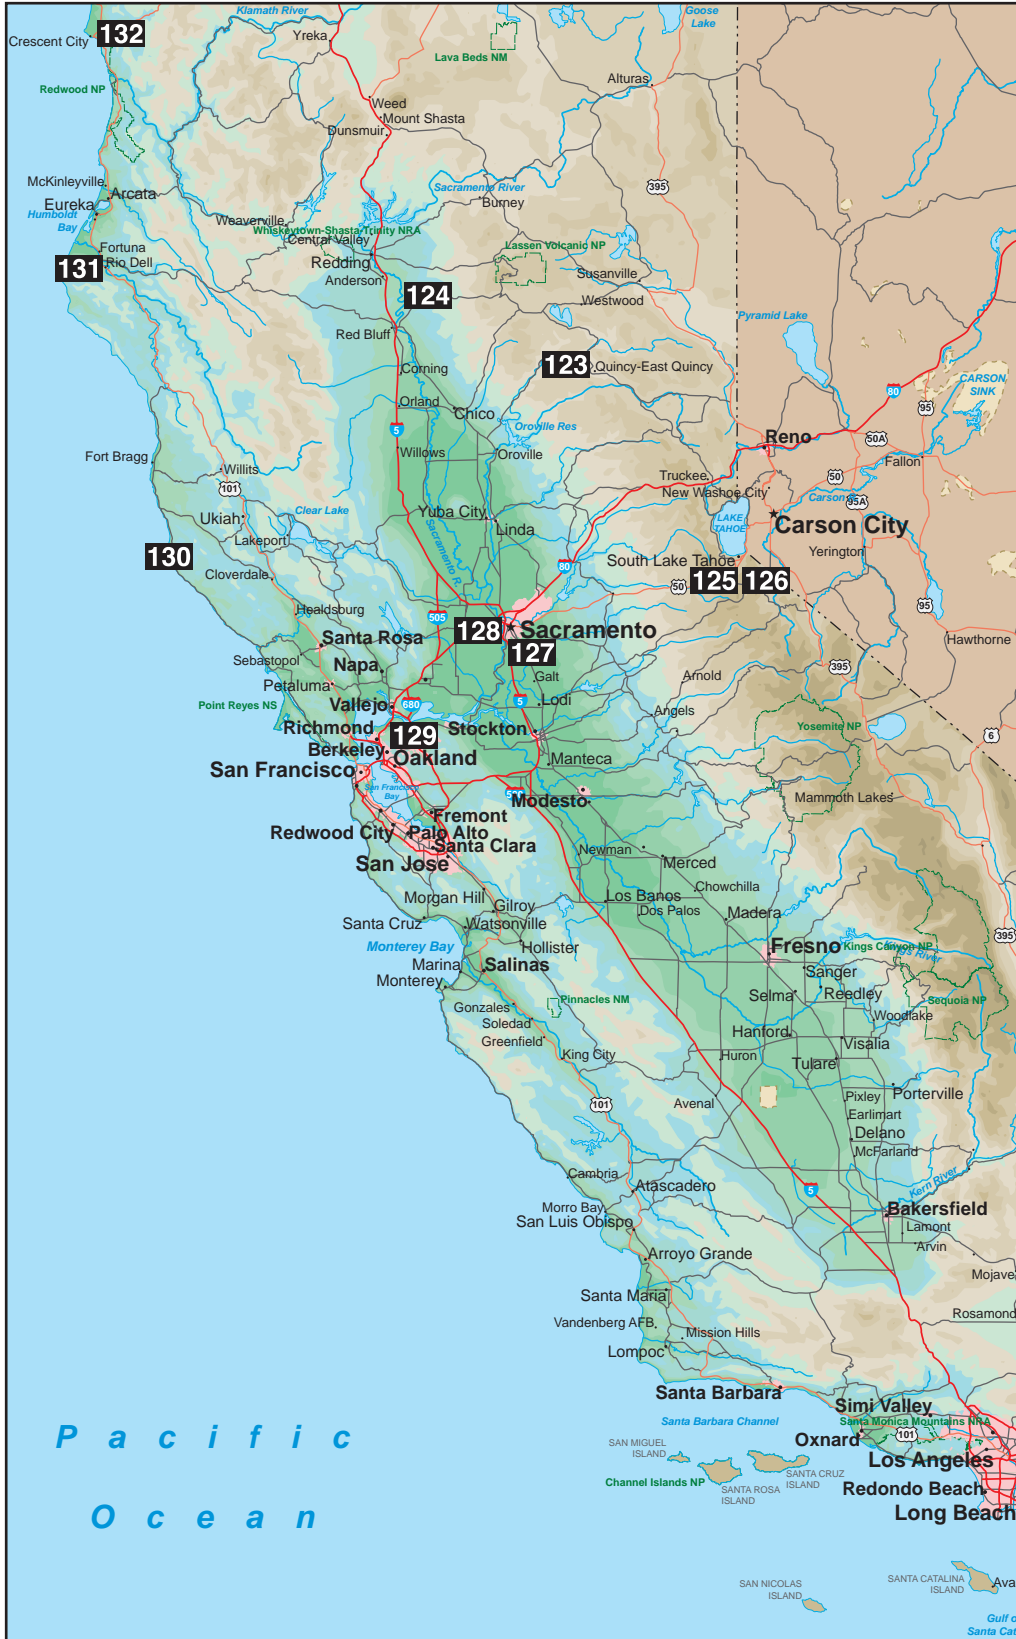 Klamath River
Goose
Lake
Crescent City
132
Yreka
Lava Beds NM
Alturas
Redwood NP
Weed
Mount Shasta
Dunsmuir
McKinleyville
Arcata
Sacramento River
395
Eureka
Burney
Humboldt
Bay
Weaverville
Whiskeytown-Shasta-Trinity NRA
Central Valley
Fortuna
Lassen Volcanic NP
131
Rio Dell
Redding
Anderson
Susanville
124
Westwood
Pyramid Lake
Red Bluff
123
Quincy-East Quincy
Corning
CARSON
SINK
80
Orland
95
Chico
5
Oroville Res
Reno
50A
Willows
Oroville
Fort Bragg
Willits
Truckee
Fallon
50
101
New Washoe City
Carson
95A
Clear Lake
Yuba City
LAKE
TAHOE
Ukiah
Linda
Carson City
Sacramento R.
Lakeport
Yerington
130
South Lake Tahoe
80
Cloverdale
50
125
126
Healdsburg
505
95
128
Sacramento
Santa Rosa
Hawthorne
127
Sebastopol
Napa
395
Petaluma
Galt
Arnold
Point Reyes NS
Vallejo
680
5
Lodi
Angels
Yosemite NP
Richmond
129
Stockton
6
Berkeley
Oakland
Manteca
San Francisco
San Francisco
Bay
Modesto
Mammoth Lakes
Fremont
Redwood City
Palo Alto
Santa Clara
Newman
San Jose
Merced
Chowchilla
Morgan Hill
Los Banos
Gilroy
Dos Palos
Madera
Santa Cruz
Watsonville
395
Monterey Bay
Hollister
Fresno
Kings Canyon NP
Kings River
Marina
Salinas
Sanger
Monterey
Selma
Reedley
Pinnacles NM
Sequoia NP
Gonzales
Woodlake
Soledad
Hanford
Greenfield
Visalia
King City
Huron
Tulare
Pixley
Porterville
101
Avenal
Earlimart
Delano
McFarland
Cambria
Kern River
Atascadero
5
Morro Bay
Bakersfield
San Luis Obispo
Lamont
Arvin
Arroyo Grande
Mojave
Santa Maria
Rosamond
Vandenberg AFB
Mission Hills
Lompoc
Santa Barbara
Simi Valley
Santa Barbara Channel
Santa Monica Mountains NRA
Pacific
Oxnard
101
SAN MIGUEL
ISLAND
Los Angeles
SANTA CRUZ
ISLAND
Channel Islands NP
SANTA ROSA
ISLAND
Redondo Beach
Ocean
Long Beach
SANTA CATALINA
ISLAND
Ava
SAN NICOLAS
ISLAND
Gulf o
Santa Cat